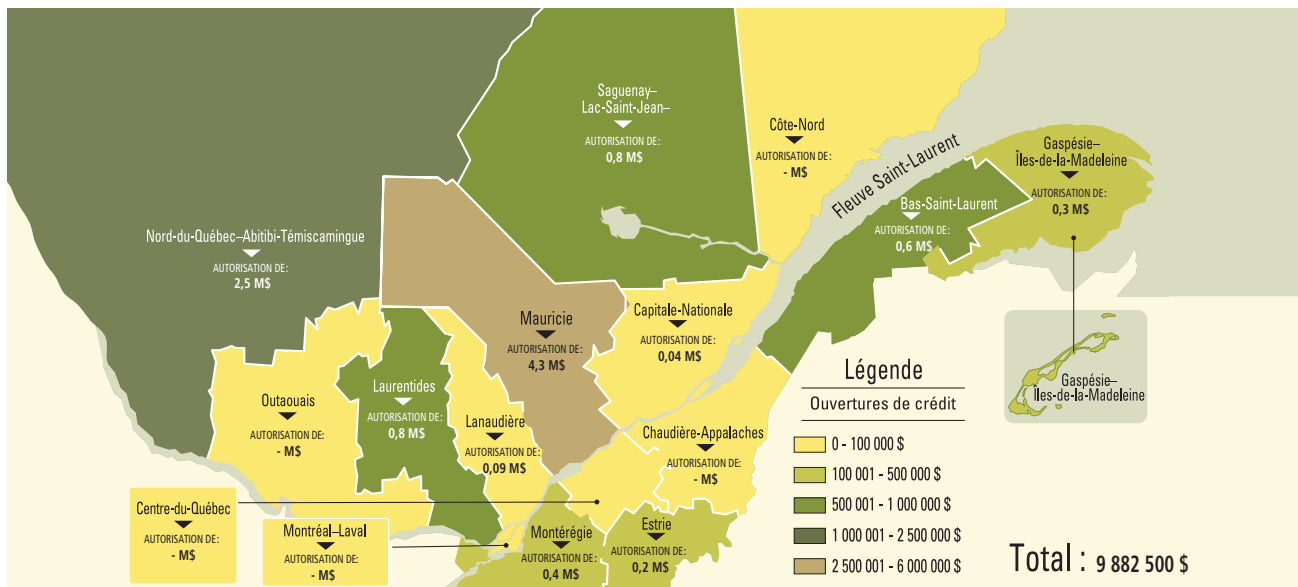 Saguenay–
Lac-Saint-Jean–
AUTORISATION DE:
0,8 M$
Côte-Nord
AUTORISATION DE:
- M$
Fleuve Saint-Laurent
Gaspésie–
Îles-de-la-Madeleine
AUTORISATION DE:
0,3 M$
Bas-Saint-Laurent
AUTORISATION DE:
0,6 M$
Nord-du-Québec–Abitibi-Témiscamingue
AUTORISATION DE:
2,5 M$
Mauricie
AUTORISATION DE:
4,3 M$
Capitale-Nationale
AUTORISATION DE:
0,04 M$
Outaouais
AUTORISATION DE:
- M$
Laurentides
AUTORISATION DE:
0,8 M$
Lanaudière
AUTORISATION DE:
0,09 M$
Chaudière-Appalaches
AUTORISATION DE:
- M$
Gaspésie–
Îles-de-la-Madeleine
Centre-du-Québec
AUTORISATION DE:
- M$
Montréal–Laval
AUTORISATION DE:
- M$
Montérégie
AUTORISATION DE:
0,4 M$
Estrie
AUTORISATION DE:
0,2 M$
Légende
Ouvertures de crédit
0 - 100 000 $
100 001 - 500 000 $
500 001 - 1 000 000 $
1 000 001 - 2 500 000 $
2 500 001 - 6 000 000 $
Total : 9 882 500 $